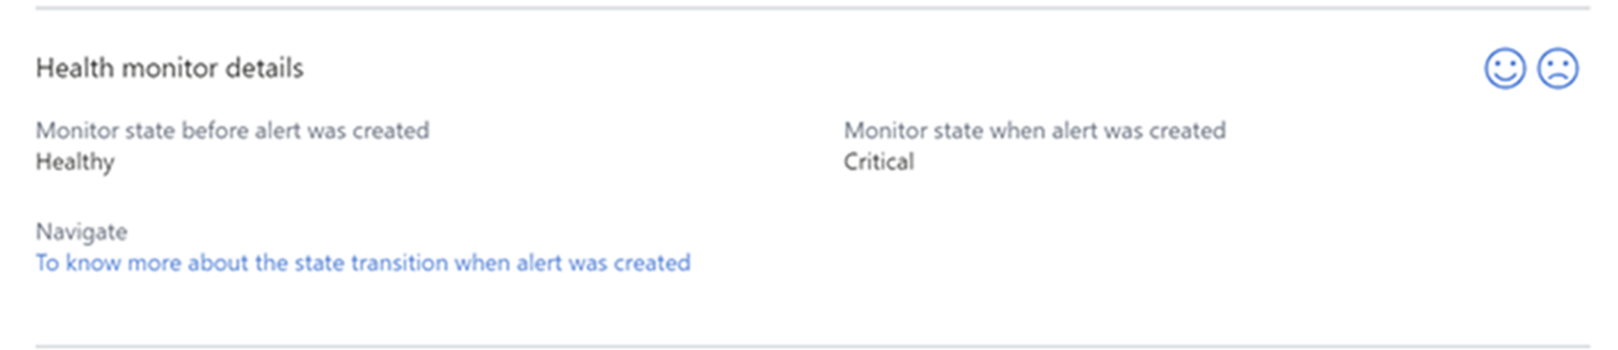 Health monitor details
Monitor state before alert was created
Healthy
Monitor state when alert was created
Critical
Navigate
To know more about the state transition when alert was created